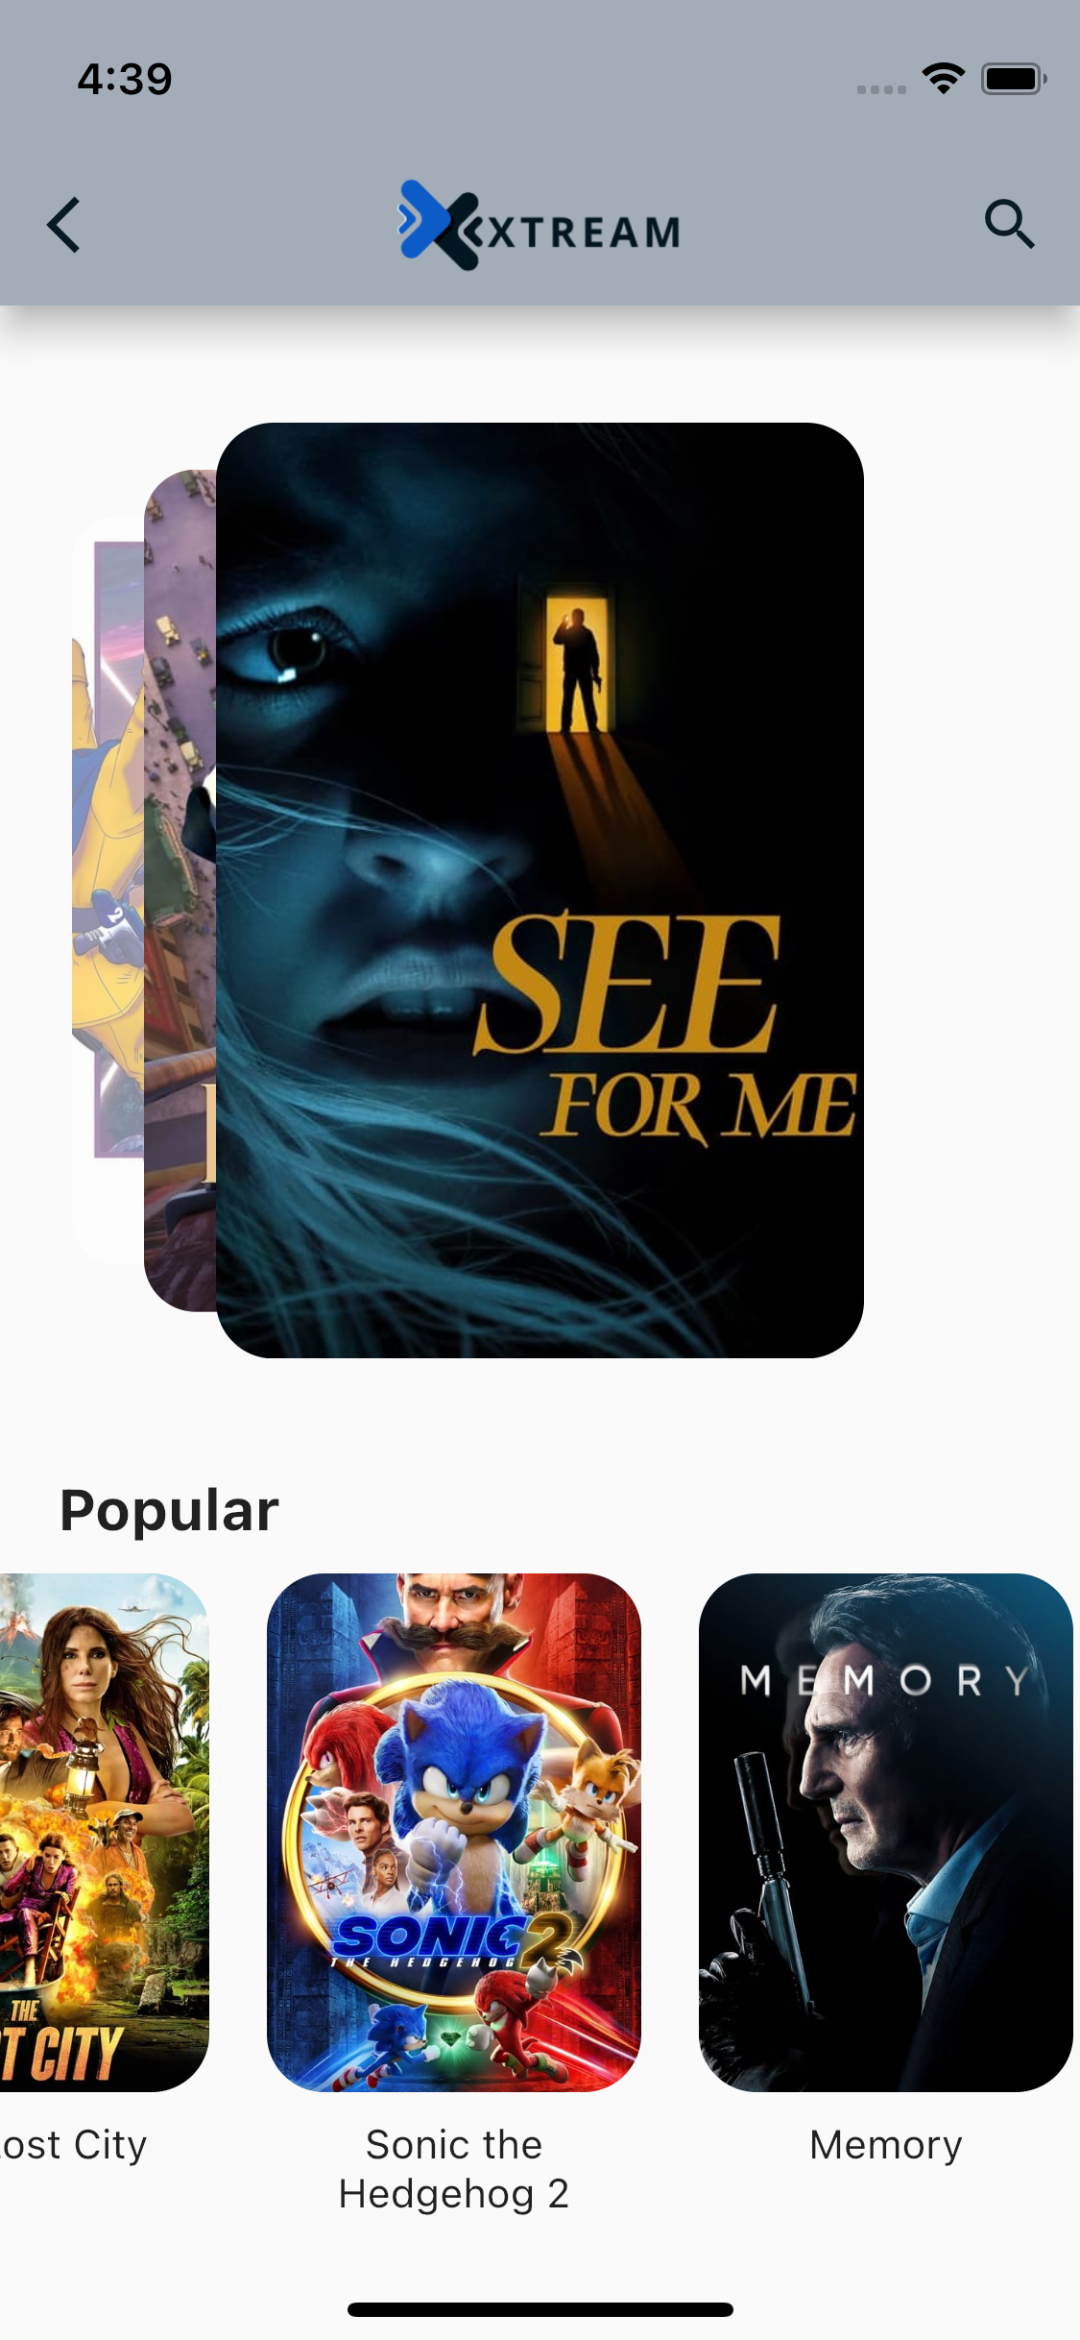 4:39
XTREAM
SEE
FOR ME
Popular
THE
T CITY
SONIC 2
THE HEDGEHOG
MEMORY
ost City
Sonic the
Hedgehog 2
Memory